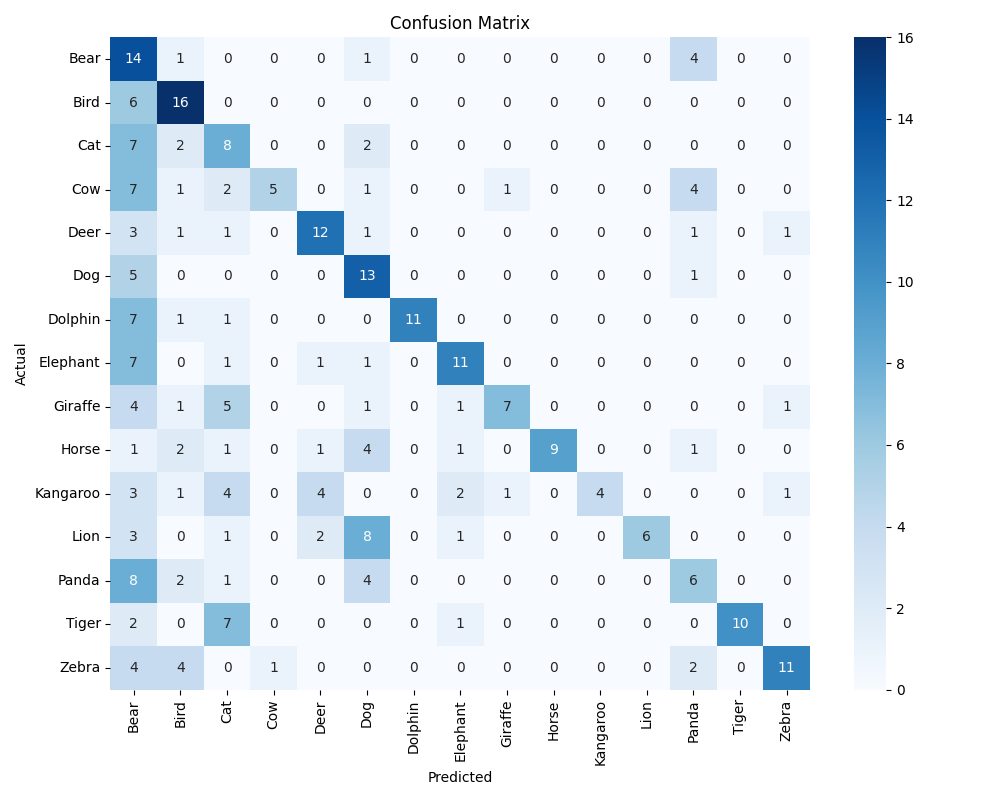 Confusion Matrix
Bear 14 1 0 0 0 1 0 0 0 0 0 0 4 0 0
Bird 6 16 0 0 0 0 0 0 0 0 0 0 0 0 0
Cat 7 2 8 0 0 2 0 0 0 0 0 0 0 0 0
Cow 7 1 2 5 0 1 0 0 1 0 0 0 4 0 0
Deer 3 1 1 0 12 1 0 0 0 0 0 0 1 0 1
Dog 5 0 0 0 0 13 0 0 0 0 0 0 1 0 0
Dolphin 7 1 1 0 0 0 11 0 0 0 0 0 0 0 0
Elephant 7 0 1 0 1 1 0 11 0 0 0 0 0 0 0
Giraffe 4 1 5 0 0 1 0 1 7 0 0 0 0 0 1
Horse 1 2 1 0 1 4 0 1 0 9 0 0 1 0 0
Kangaroo 3 1 4 0 4 0 0 2 1 0 4 0 0 0 1
Lion 3 0 1 0 2 8 0 1 0 0 0 6 0 0 0
Panda 8 2 1 0 0 4 0 0 0 0 0 0 6 0 0
Tiger 2 0 7 0 0 0 0 1 0 0 0 0 0 10 0
Zebra 4 4 0 1 0 0 0 0 0 0 0 0 2 0 11
Actual
Bear Bird Cat Cow Deer Dog Dolphin Elephant Giraffe Horse Kangaroo Lion Panda Tiger Zebra
Predicted
16
14
12
10
8
6
4
2
0